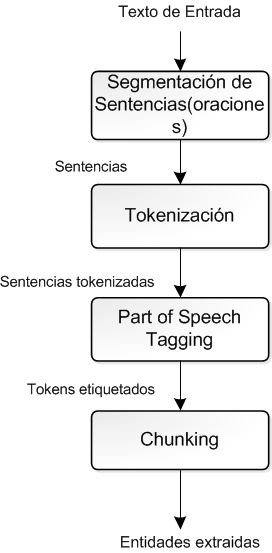 Texto de Entrada
Segmentación de
Sentencias(oracione
s)
Sentencias
Tokenización
Sentencias tokenizadas
Part of Speech
Tagging
Tokens etiquetados
Chunking
Entidades extraidas